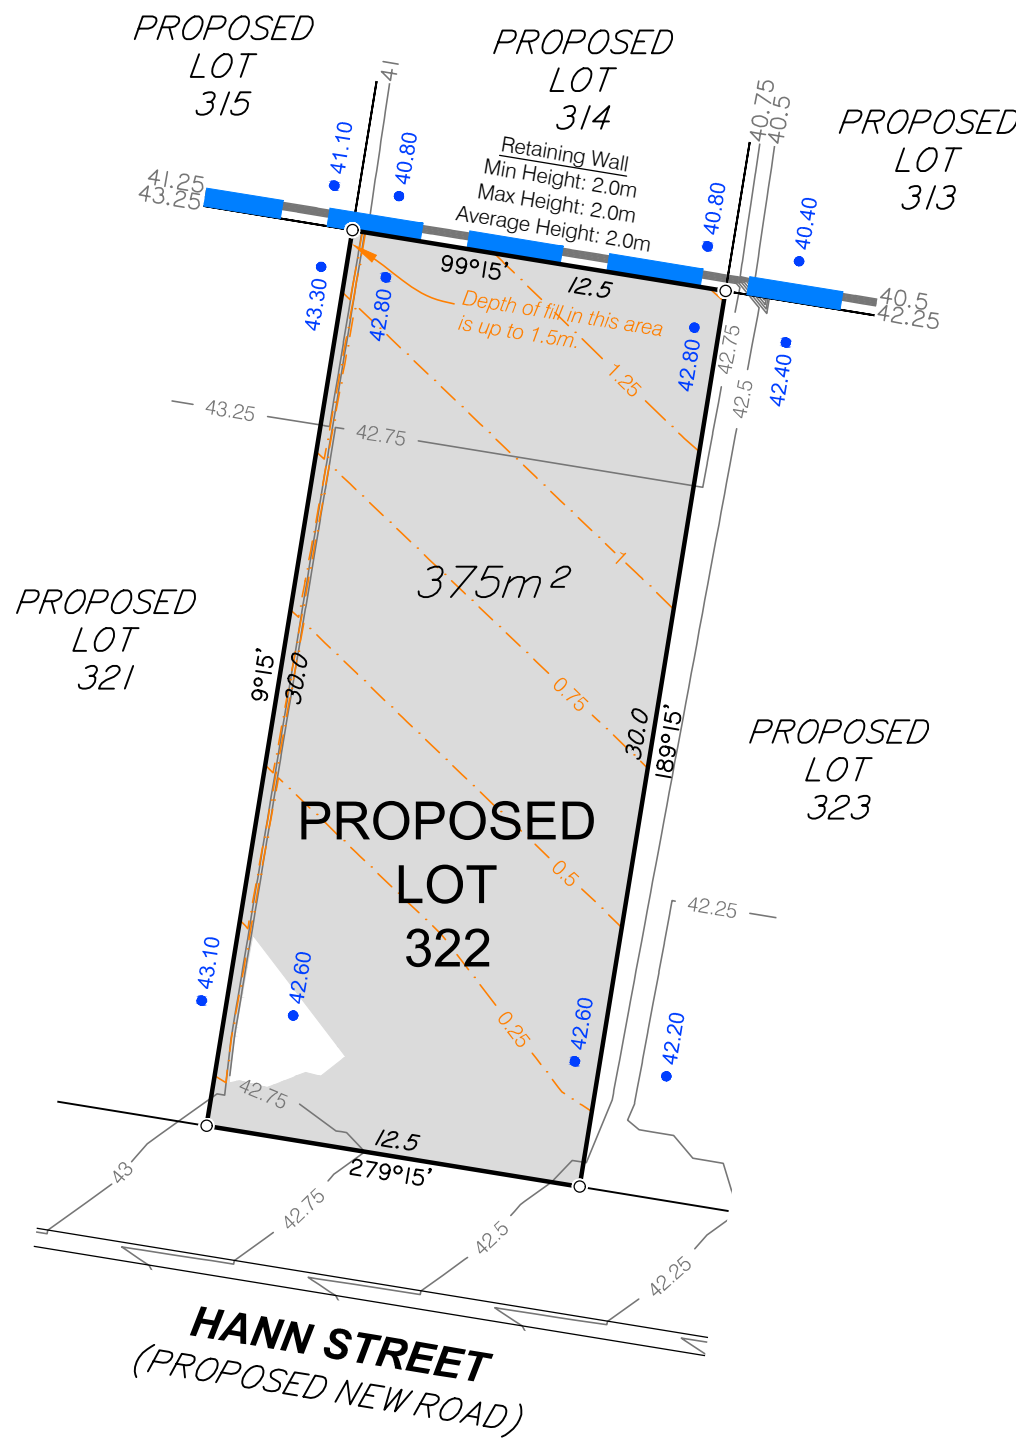 PROPOSED
LOT
315
41
PROPOSED
LOT
314
40.75
40.5
PROPOSED
LOT
313
Retaining Wall
Min Height: 2.0m
Max Height: 2.0m
Average Height: 2.0m
41.10
40.80
40.80
40.40
41.25
43.25
99°15'
12.5
40.5
42.25
43.30
42.80
Depth of fill in this area
is up to 1.5m.
42.80
42.75
42.5
42.40
1.25
43.25
42.75
1
375m²
PROPOSED
LOT
321
9°15'
30.0
0.75
30.0
189°15'
PROPOSED
LOT
323
PROPOSED
LOT
322
0.5
42.25
43.10
42.60
0.25
42.60
42.20
42.75
12.5
279°15'
43
42.75
42.5
42.25
HANN STREET
(PROPOSED NEW ROAD)